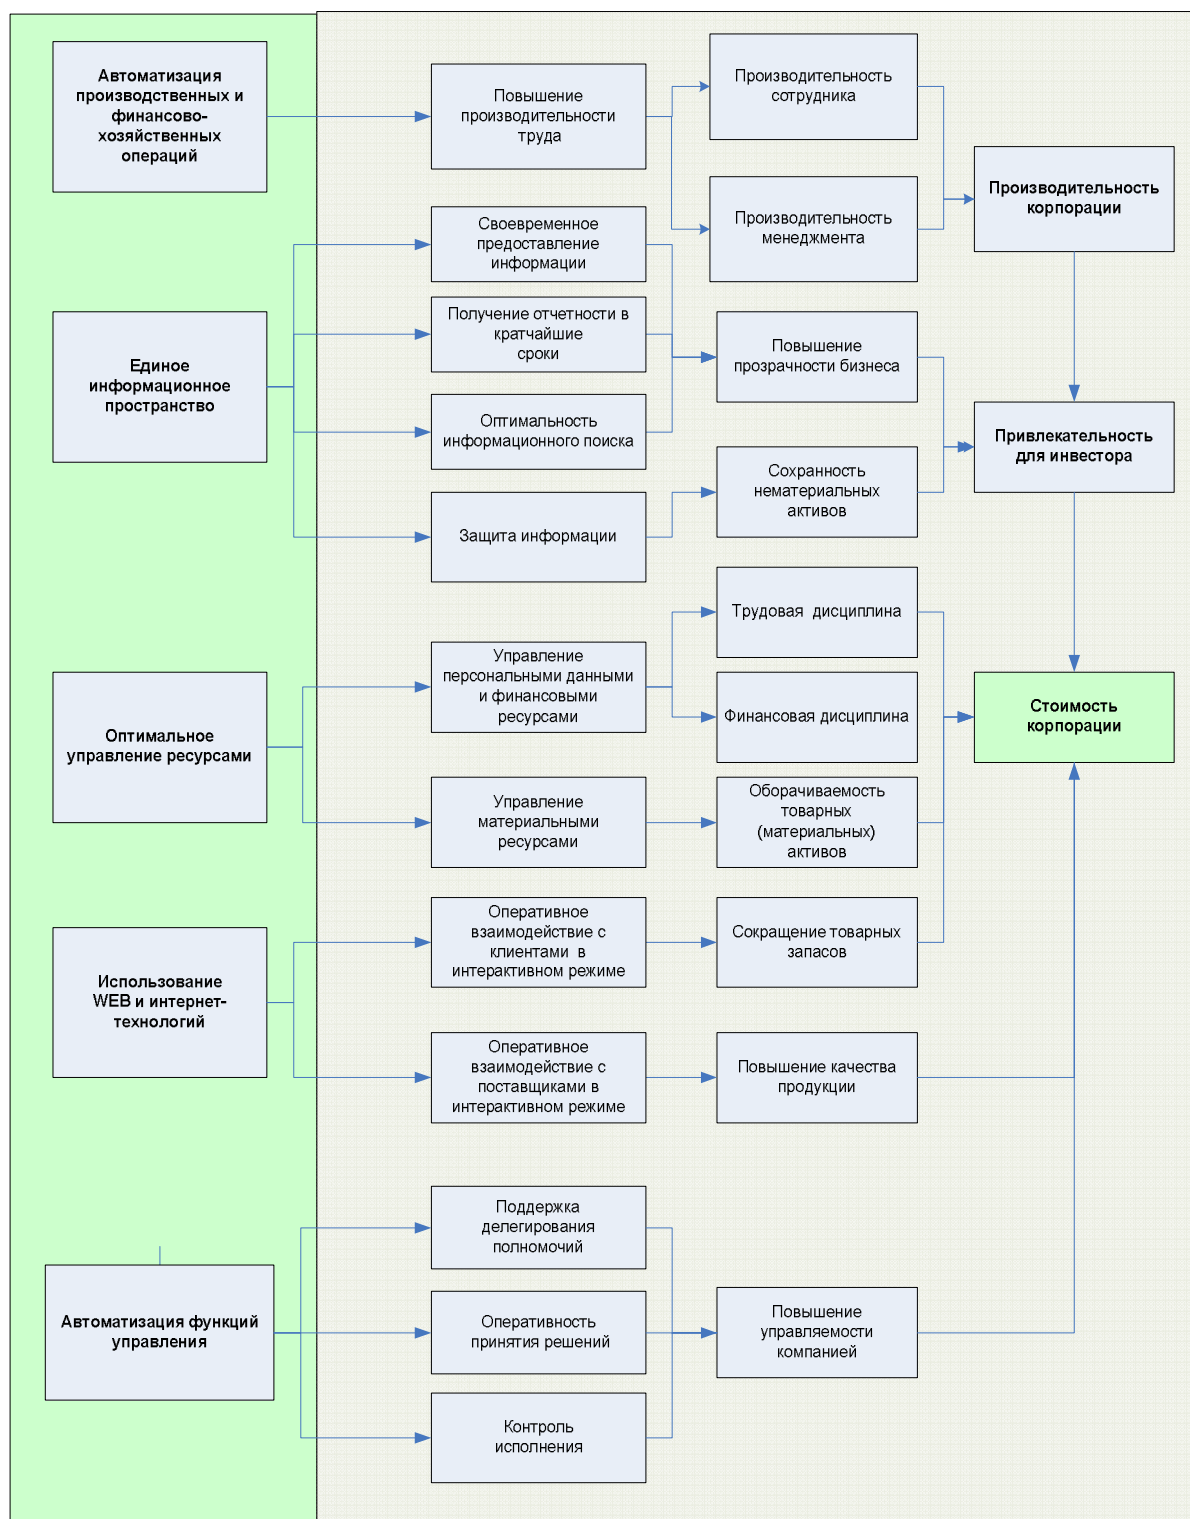 Автоматизация
производственных и
финансово-
хозяйственных
операций
Повышение
производительности
труда
Производительность
сотрудника
Производительность
менеджмента
Производительность
корпорации
Единое
информационное
пространство
Своевременное
предоставление
информации
Получение отчетности в
кратчайшие
сроки
Оптимальность
информационного поиска
Защита информации
Повышение
прозрачности бизнеса
Сохранность
нематериальных
активов
Привлекательность
для инвестора
Оптимальное
управление ресурсами
Управление
персональными данными
и финансовыми
ресурсами
Управление
материальными
ресурсами
Трудовая  дисциплина
Финансовая дисциплина
Оборачиваемость
товарных
(материальных)
активов
Стоимость
корпорации
Использование
WEB и интернет-
технологий
Оперативное
взаимодействие с
клиентами  в
интерактивном режиме
Оперативное
взаимодействие с
поставщиками в
интерактивном режиме
Сокращение товарных
запасов
Повышение качества
продукции
Автоматизация функций
управления
Поддержка
делегирования
полномочий
Оперативность
принятия решений
Контроль
исполнения
Повышение
управляемости
компанией